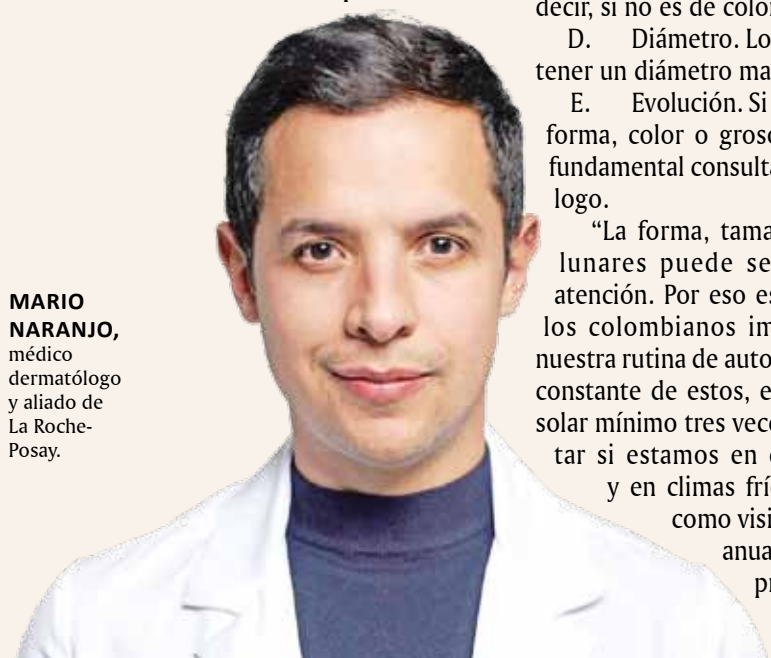 MARIO
NARANJO,
médico
dermatólogo
y aliado de
La Roche-
Posay.
decir, si no es de color
D. Diámetro. Lo
tener un diámetro ma
E. Evolución. Si
forma, color o groso
fundamental consulta
logo.
“La forma, tama
lunares puede se
atención. Por eso es
los colombianos im
nuestra rutina de auto
constante de estos, e
solar mínimo tres vec
tar si estamos en
y en climas frí
como visi
anua
pr